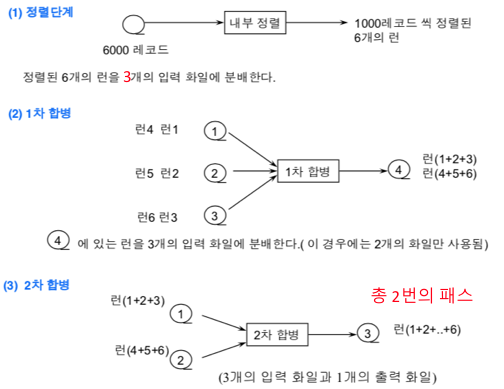 (1) 정렬단계
6000 레코드
내부 정렬
1000레코드 씩 정렬된
6개의 런
정렬된 6개의 런을 3개의 입력 화일에 분배한다.
(2) 1차 합병
런4 런1
1
런5 런2
2
런6 런3
3
1차 합병
4
런(1+2+3)
런(4+5+6)
4 에 있는 런을 3개의 입력 화일에 분배한다.( 이 경우에는 2개의 화일만 사용됨)
(3) 2차 합병
총 2번의 패스
런(1+2+3)
1
런(4+5+6)
2
2차 합병
3
런(1+2+..+6)
(3개의 입력 화일과 1개의 출력 화일)